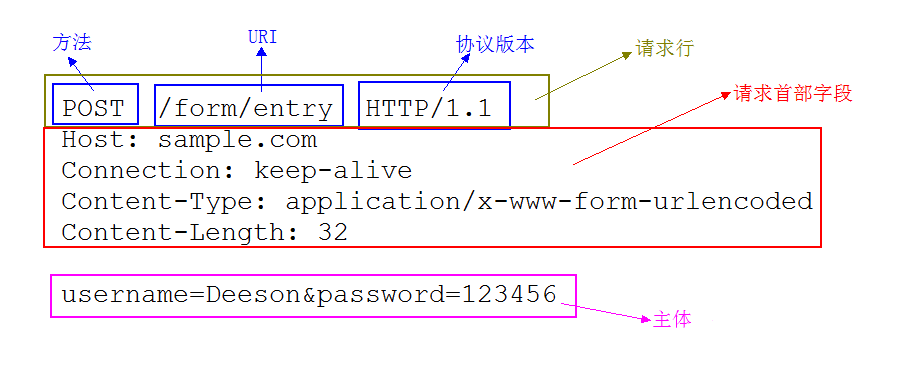 方法
URI
协议版本
请求行
请求首部字段
POST /form/entry HTTP/1.1
Host: sample.com
Connection: keep-alive
Content-Type: application/x-www-form-urlencoded
Content-Length: 32
username=Deeson&password=123456
主体